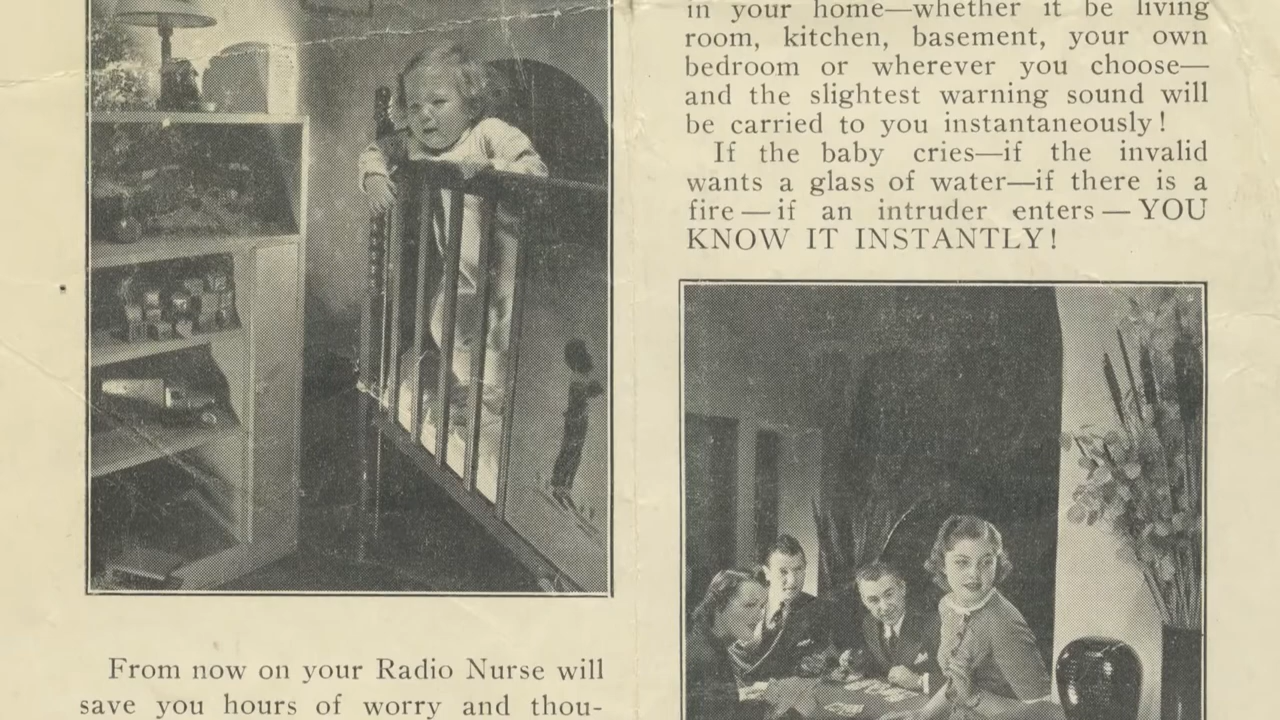 in your home—whether it be living
room, kitchen, basement, your own
bedroom or wherever you choose—
and the slightest warning sound will
be carried to you instantaneously!
If the baby cries—if the invalid
wants a glass of water—if there is a
fire—if an intruder enters—YOU
KNOW IT INSTANTLY!
From now on your Radio Nurse will
save you hours of worry and thou-